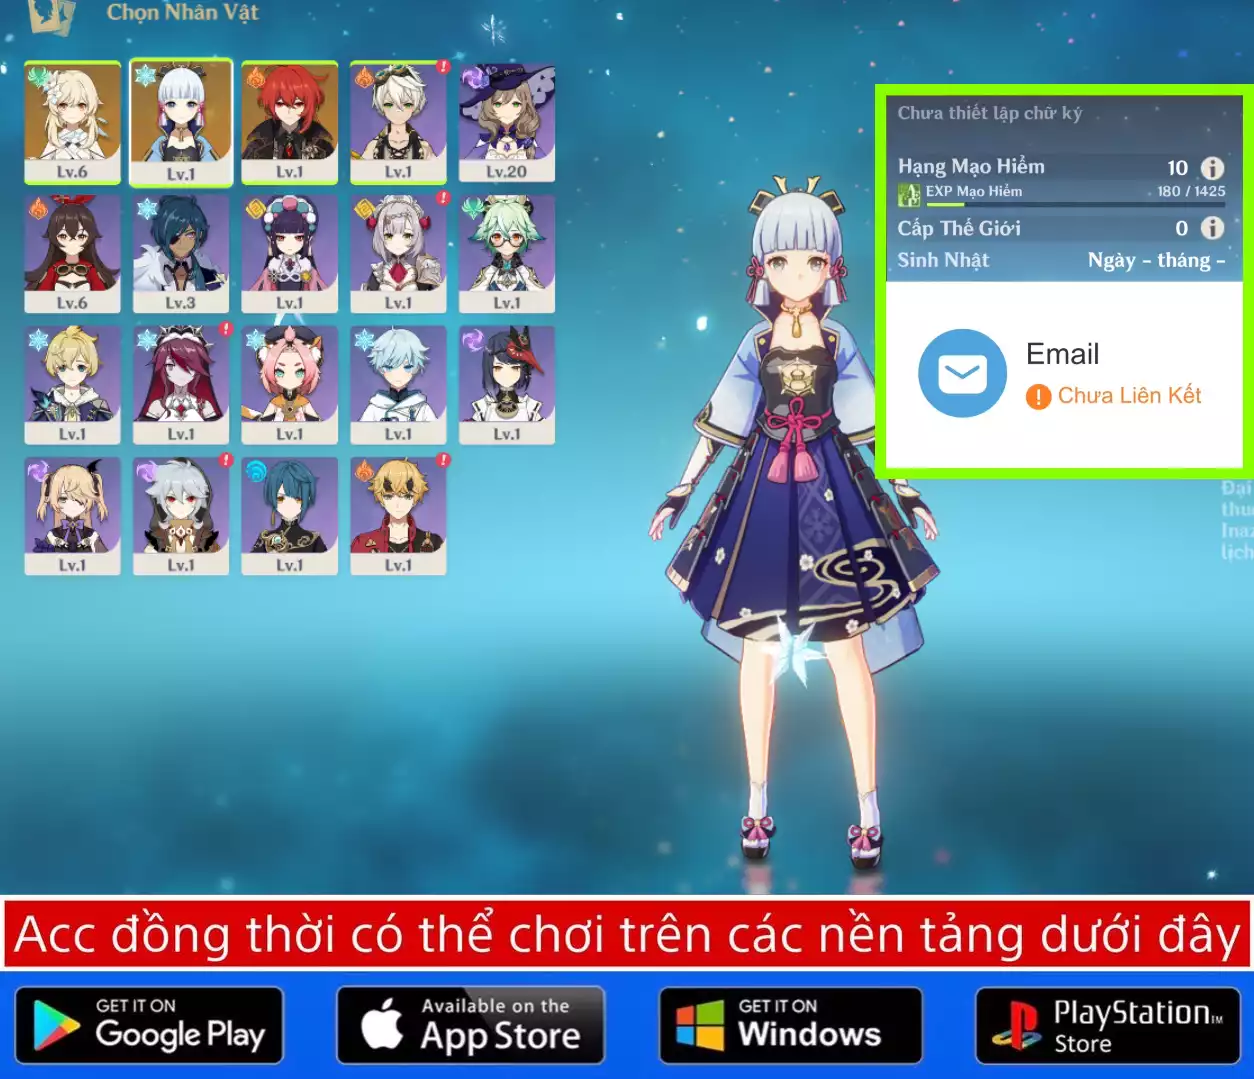 Chọn Nhân Vật
Lv.6
Lv.1
Lv.1
Lv.1
Lv.20
Lv.6
Lv.3
Lv.1
Lv.1
Lv.1
Lv.1
Lv.1
Lv.1
Lv.1
Lv.1
Lv.1
Lv.1
Lv.1
Lv.1
Chưa thiết lập chữ ký
Hạng Mạo Hiểm 10
EXP Mạo Hiểm 180 / 1425
Cấp Thế Giới 0
Sinh Nhật Ngày - tháng -
Email
Chưa Liên Kết
Đại
lịch
Acc đồng thời có thể chơi trên các nền tảng dưới đây
GET IT ON
Google Play
Available on the
App Store
GET IT ON
Windows
PlayStation™
Store